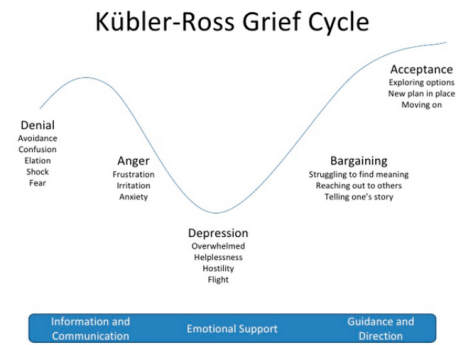 Kübler-Ross Grief Cycle
Acceptance
Exploring options
New plan in place
Moving on
Denial
Avoidance
Confusion
Elation
Shock
Fear
Anger
Frustration
Irritation
Anxiety
Bargaining
Struggling to find meaning
Reaching out to others
Telling one's story
Depression
Overwhelmed
Helplessness
Hostility
Flight
Information and
Communication
Emotional Support
Guidance and
Direction